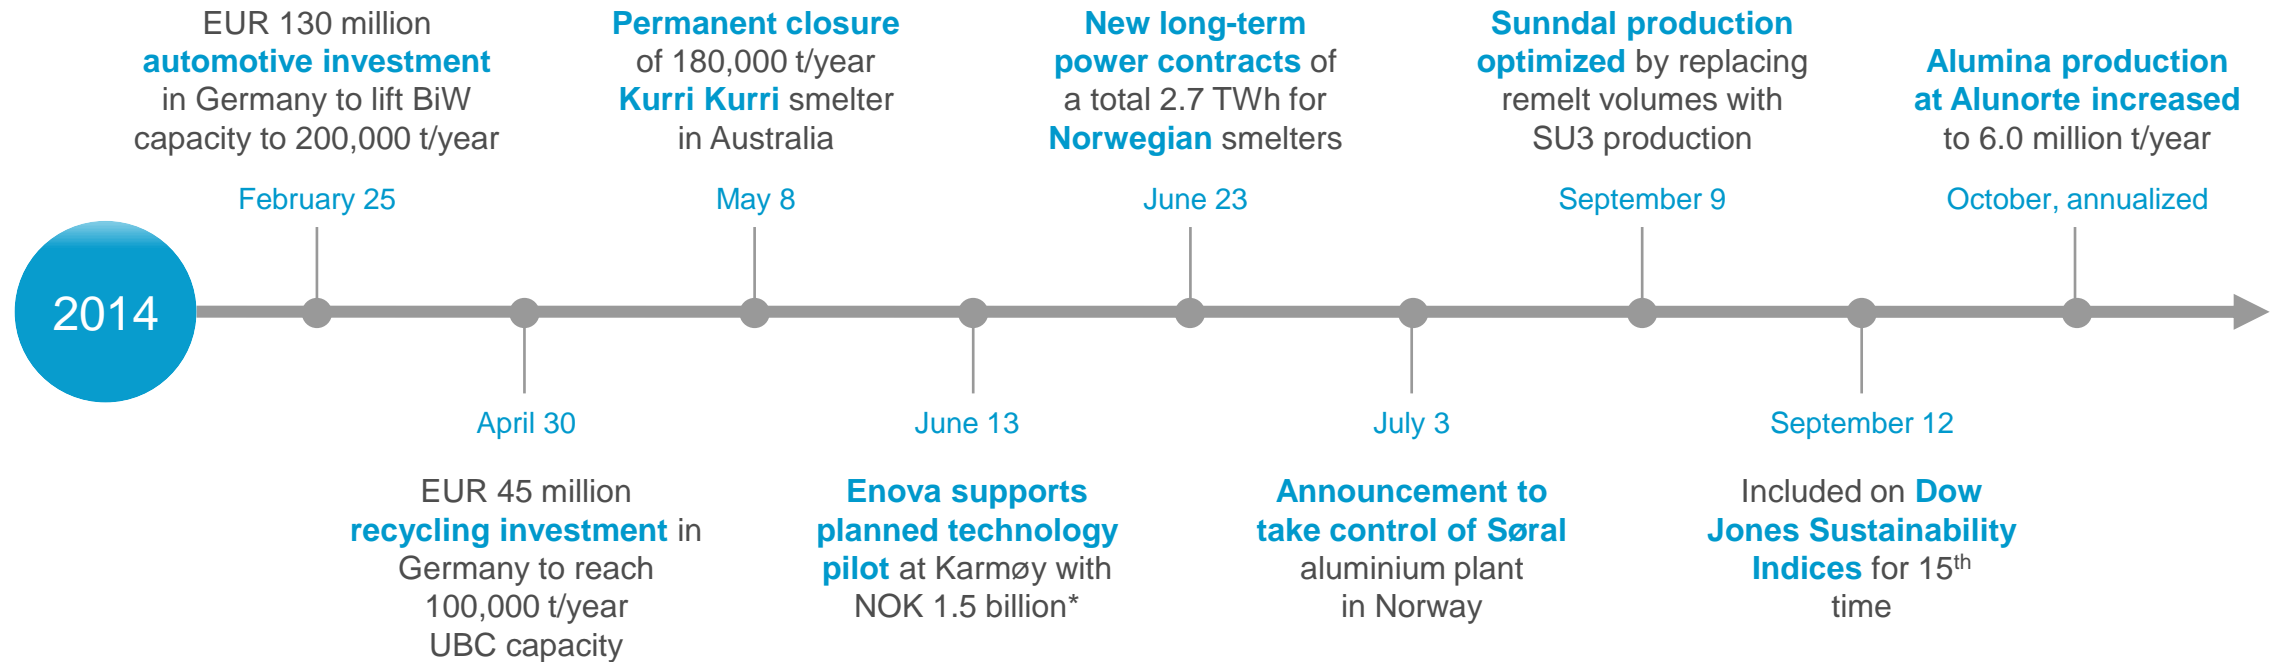 EUR 130 million
automotive investment
in Germany to lift BiW
capacity to 200,000 t/year
February 25
Permanent closure
of 180,000 t/year
Kurri Kurri smelter
in Australia
May 8
New long-term
power contracts of
a total 2.7 TWh for
Norwegian smelters
June 23
Sunndal production
optimized by replacing
remelt volumes with
SU3 production
September 9
Alumina production
at Alunorte increased
to 6.0 million t/year
October, annualized
2014
April 30
EUR 45 million
recycling investment in
Germany to reach
100,000 t/year
UBC capacity
June 13
Enova supports
planned technology
pilot at Karmøy with
NOK 1.5 billion*
July 3
Announcement to
take control of Søral
aluminium plant
in Norway
September 12
Included on Dow
Jones Sustainability
Indices for 15th
time